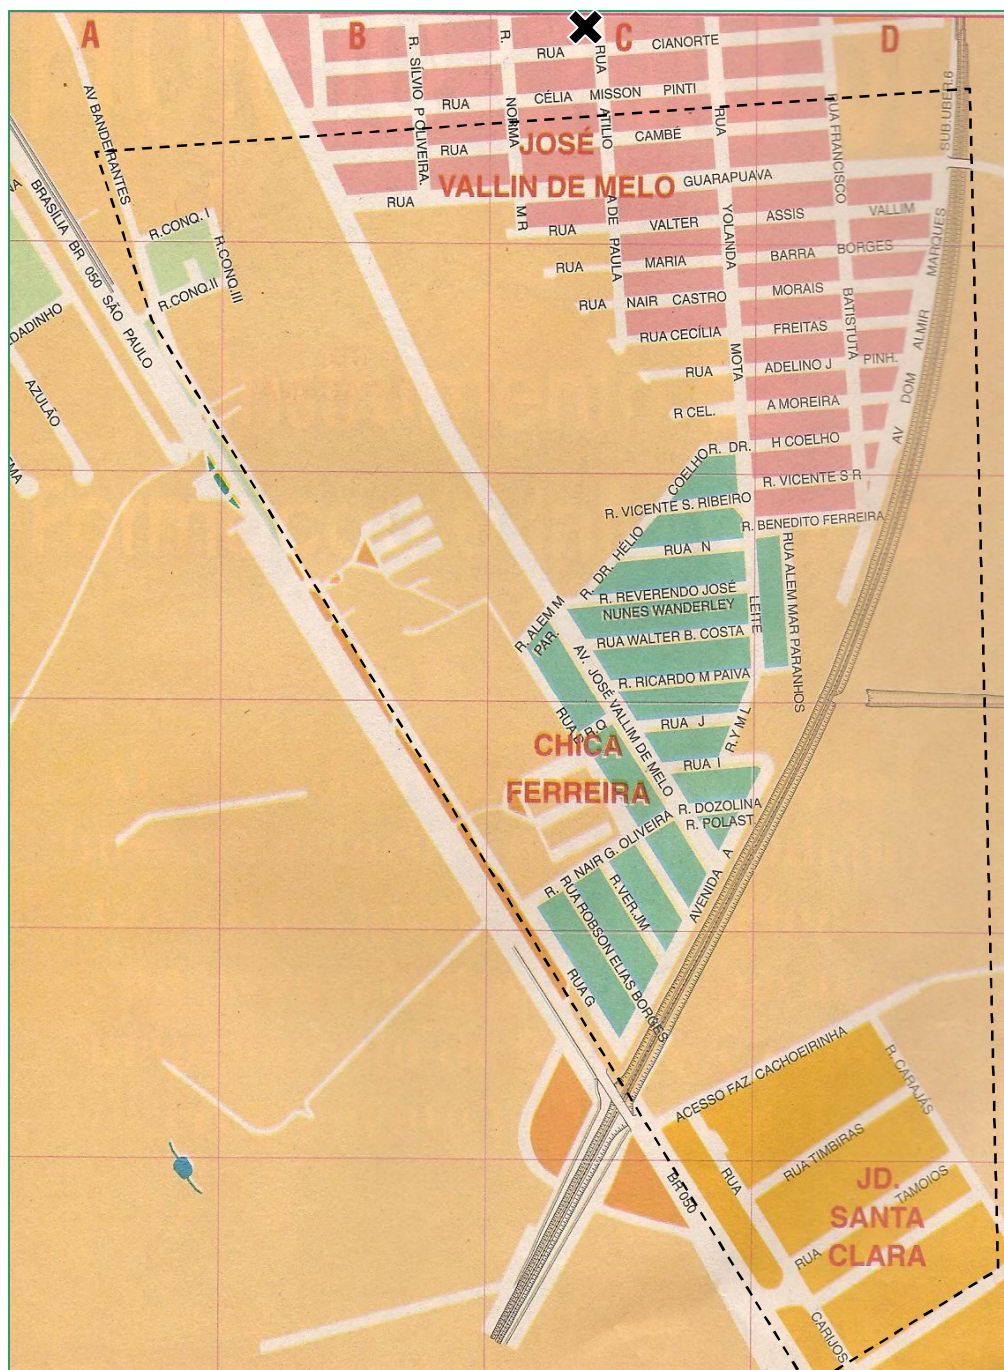 A
B
C
D
R. SÍLVIO P OLIVEIRA.
R. NORMA M R
RUA CIANORTE
RUA ATILIO A DE PAULA
RUA CÉLIA MISSON PINTI
RUA CAMBÉ
RUA GUARAPUAVA
JOSÉ
VALLIN DE MELO
RUA YOLANDA MOTA LEITE
RUA FRANCISCO BATISTUTA
SUB UBER.6
AV BANDEIRANTES
BRASÍLIA BR 050 SÃO PAULO
NA
R.CONQ. I
R.CONQ.II
R.CONQ.III
DADINHO
AZULÃO
EMA
RUA VALTER ASSIS VALLIM
RUA MARIA BARRA BORGES
RUA NAIR CASTRO MORAIS
RUA CECÍLIA FREITAS
RUA ADELINO J PINH.
R CEL. A MOREIRA
R. DR. H COELHO
R. VICENTE S R
AV DOM ALMIR MARQUES
R. DR. HÉLIO COELHO
R. VICENTE S. RIBEIRO
R. BENEDITO FERREIRA
RUA N
RUA ALEM MAR PARANHOS
R. REVERENDO JOSÉ
NUNES WANDERLEY
R. ALEM M
PAR.
RUA WALTER B. COSTA
AV. JOSÉ VALLIM DE MELO
R. RICARDO M PAIVA
RUA J
R.Y M L
RUA I
CHICA
FERREIRA
R. DOZOLINA
R. POLAST
R. NAIR G. OLIVEIRA
R.VER.JM
AVENIDA A
RUA ROBSON ELIAS BORGES
RUA G
ACESSO FAZ. CACHOEIRINHA
R. CARAJÁS
RUA TIMBIRAS
RUA TAMOIOS
BR 050
JD.
SANTA
CLARA
RUA CARIJOS